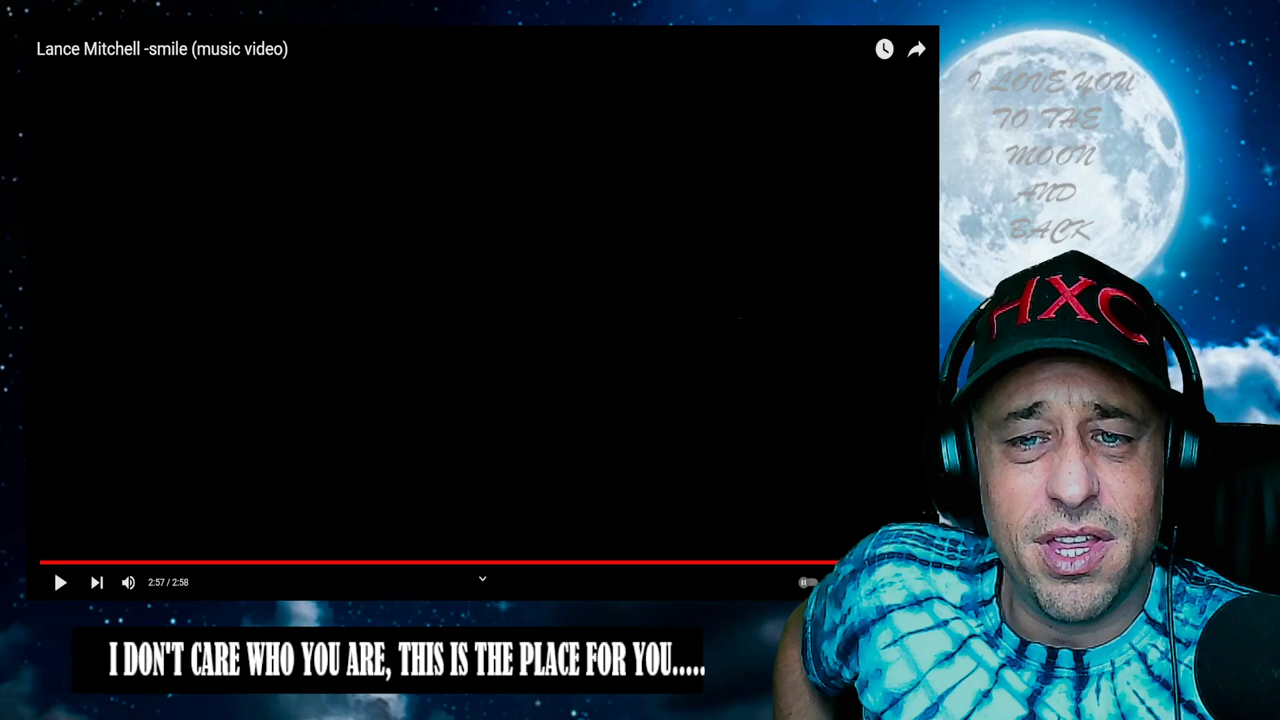 Lance Mitchell -smile (music video)
I LOVE YOU
TO THE
MOON
AND
BACK
HXC
2:57 / 2:58
I DON'T CARE WHO YOU ARE, THIS IS THE PLACE FOR YOU.....